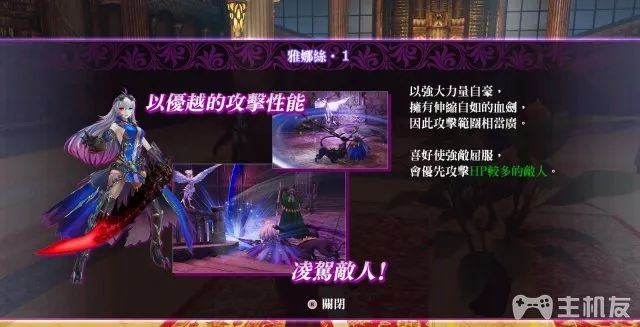 雅娜絲・1
以優越的攻擊性能
以強大力量自豪，
擁有伸縮自如的血劍，
因此攻擊範圍相當廣。
喜好使強敵屈服，
會優先攻擊HP較多的敵人。
凌駕敵人！
關閉
主机友